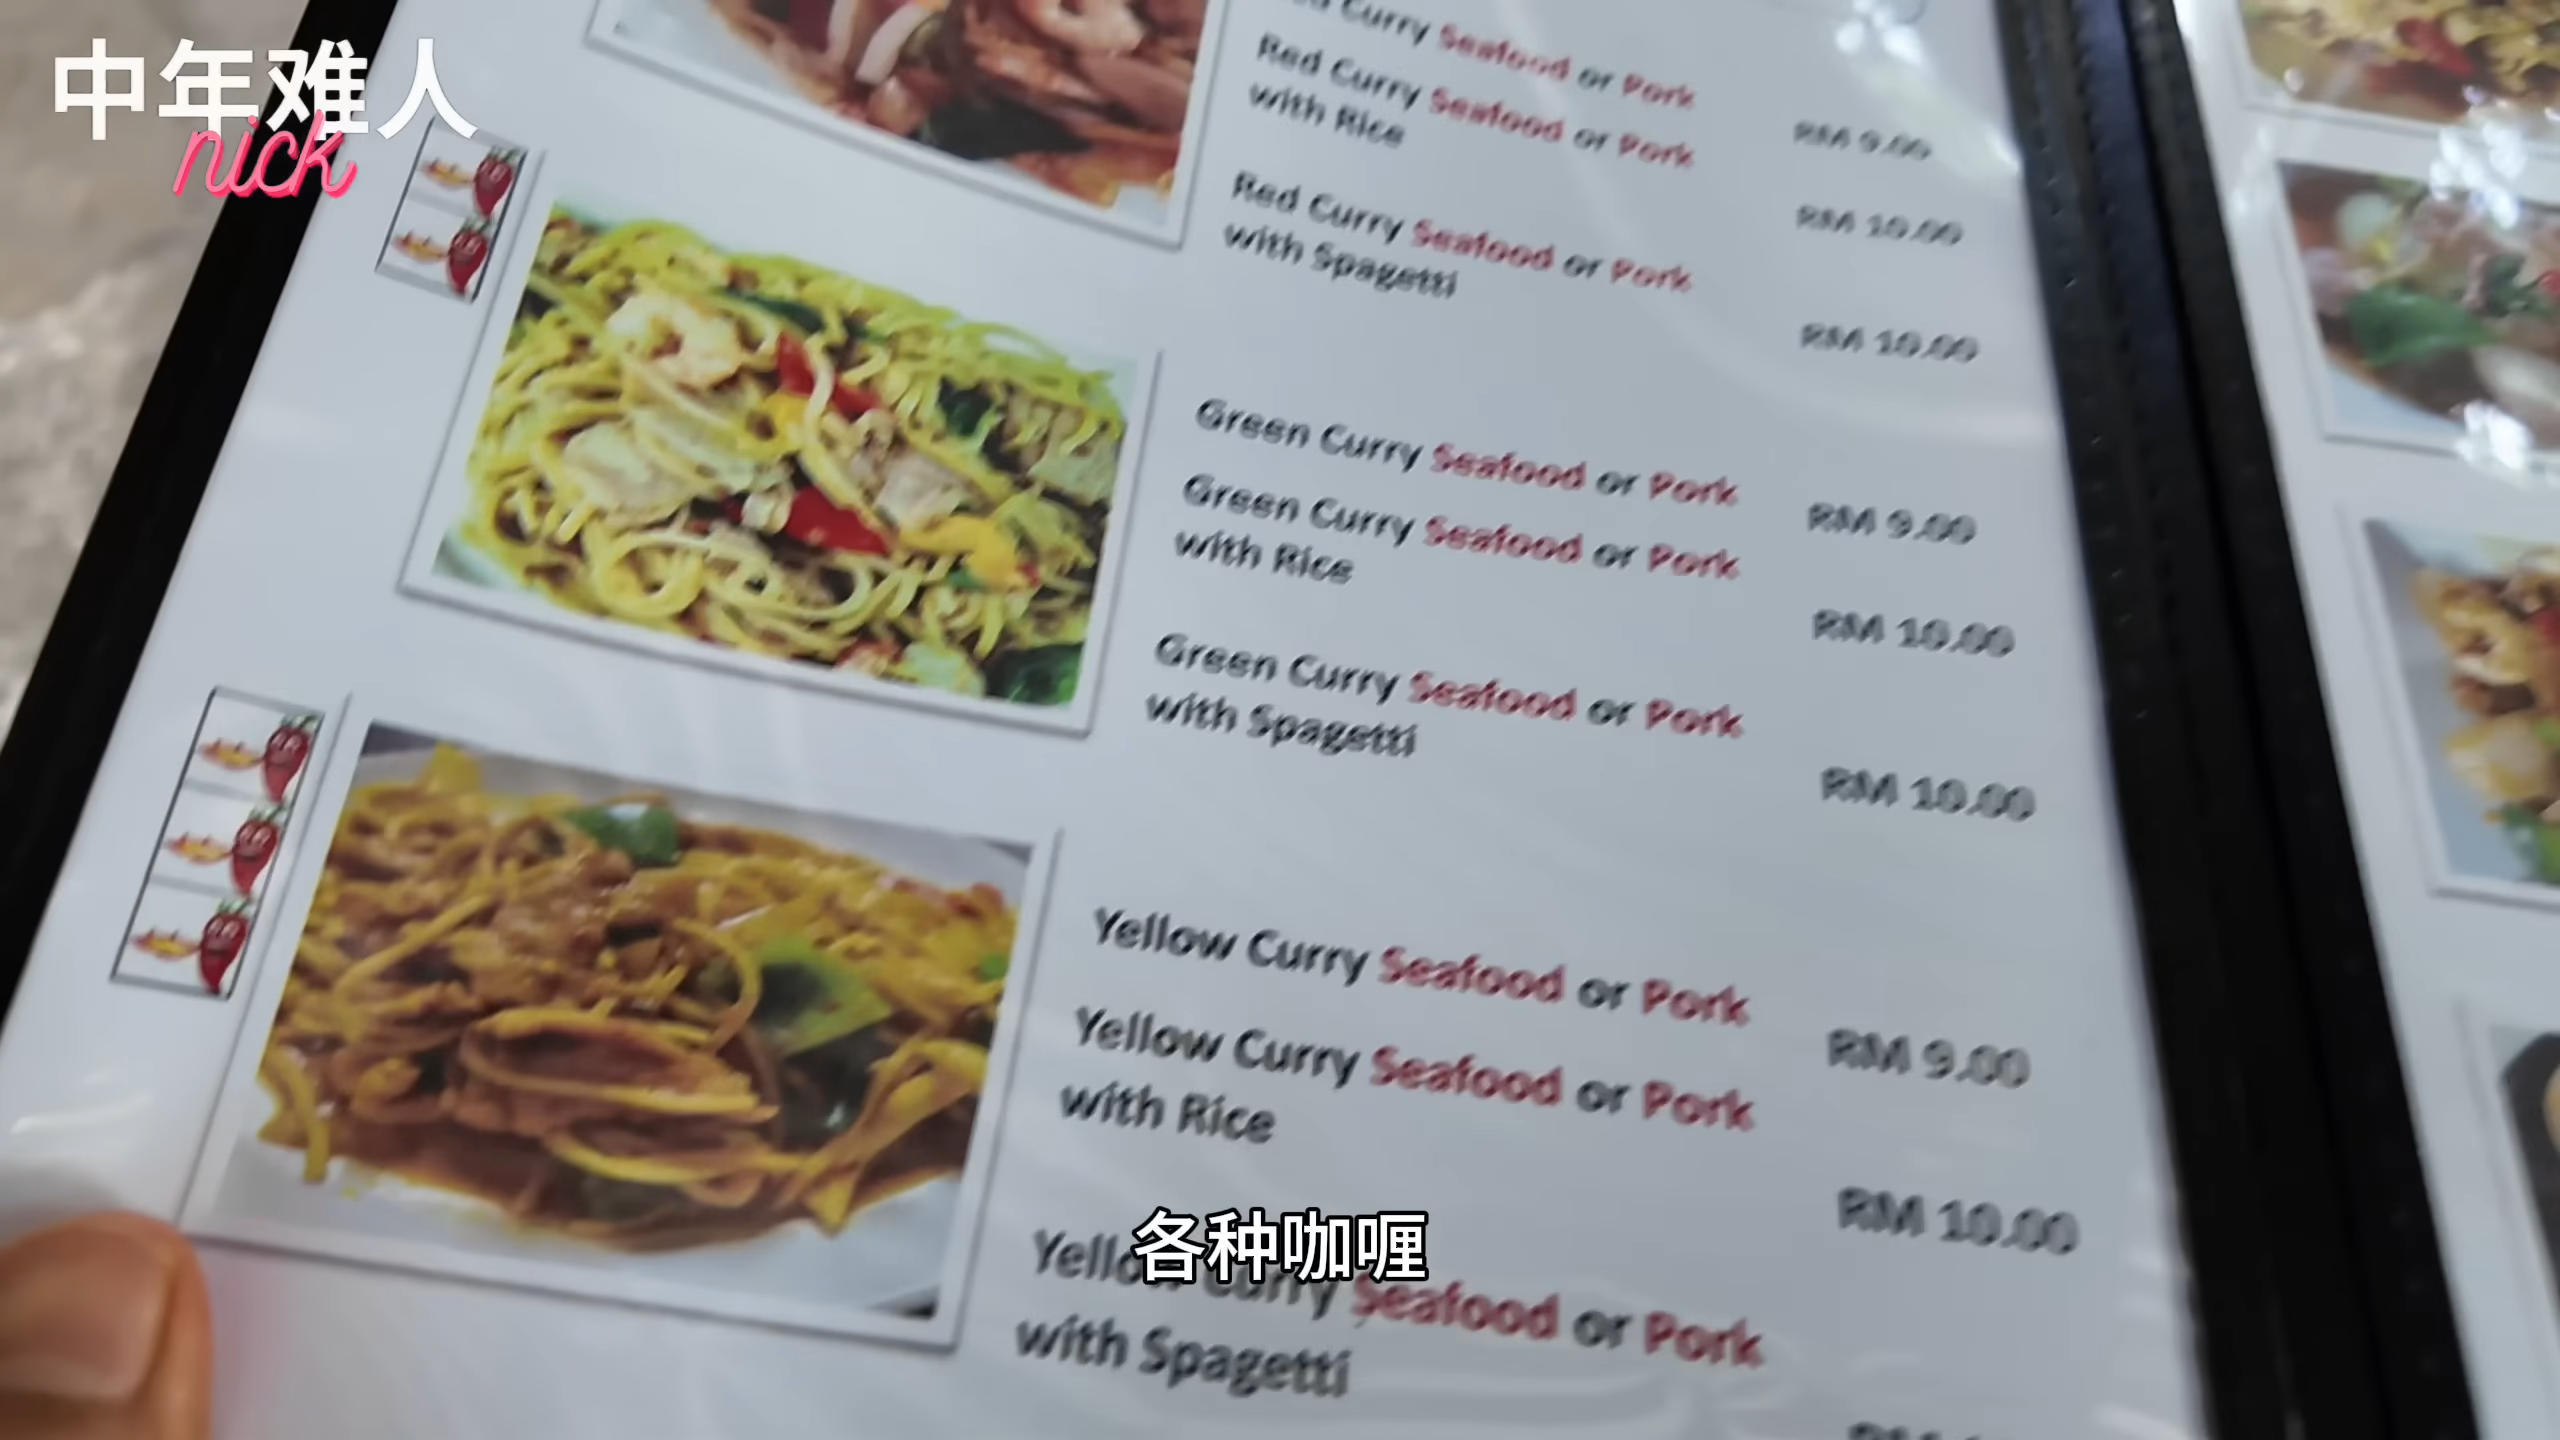 中年难人
nick
Curry Seafood or Pork
RM 9.00
Red Curry Seafood or Pork
with Rice
RM 10.00
Red Curry Seafood or Pork
with Spagetti
RM 10.00
Green Curry Seafood or Pork
RM 9.00
Green Curry Seafood or Pork
with Rice
RM 10.00
Green Curry Seafood or Pork
with Spagetti
RM 10.00
Yellow Curry Seafood or Pork
RM 9.00
Yellow Curry Seafood or Pork
with Rice
RM 10.00
各种咖喱
Yellow Curry Seafood or Pork
with Spagetti